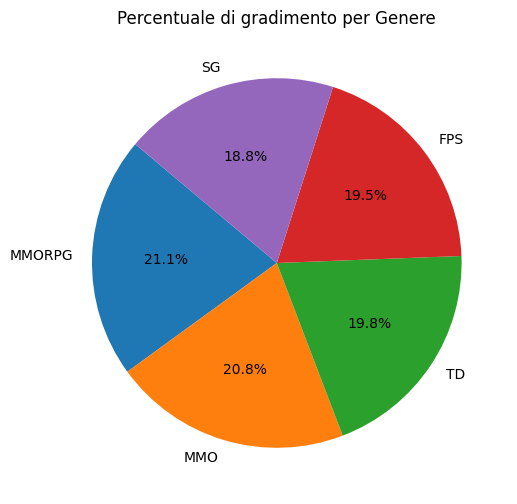 Percentuale di gradimento per Genere
SG
18.8%
FPS
19.5%
MMORPG
21.1%
TD
19.8%
MMO
20.8%